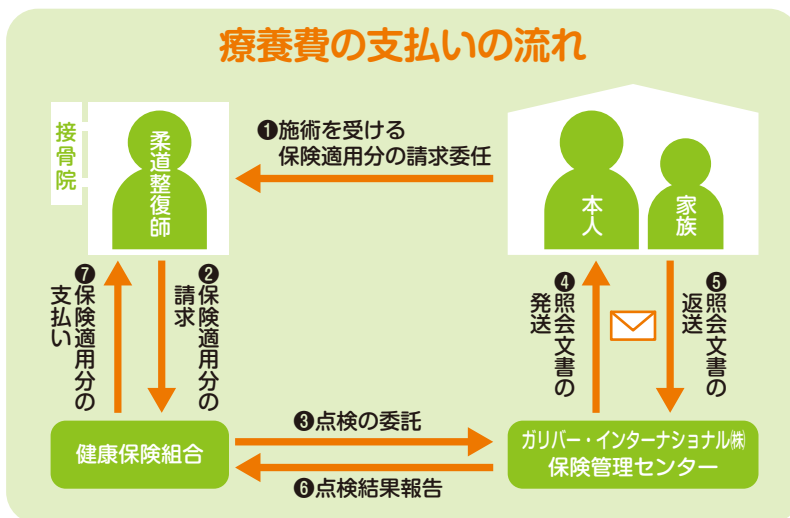 療養費の支払いの流れ
接骨院
柔道整復師
❶施術を受ける
保険適用分の請求委任
本人
家族
❼保険適用分の
支払い
❷保険適用分の
請求
❹照会文書の
発送
❺照会文書の
返送
❸点検の委託
健康保険組合
ガリバー・インターナショナル㈱
保険管理センター
❻点検結果報告